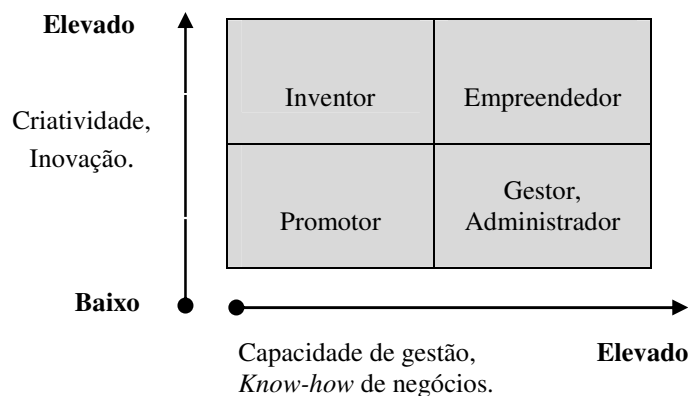 Elevado
Criatividade,
Inovação.
Inventor
Empreendedor
Promotor
Gestor,
Administrador
Baixo
Capacidade de gestão,
Know-how de negócios.
Elevado